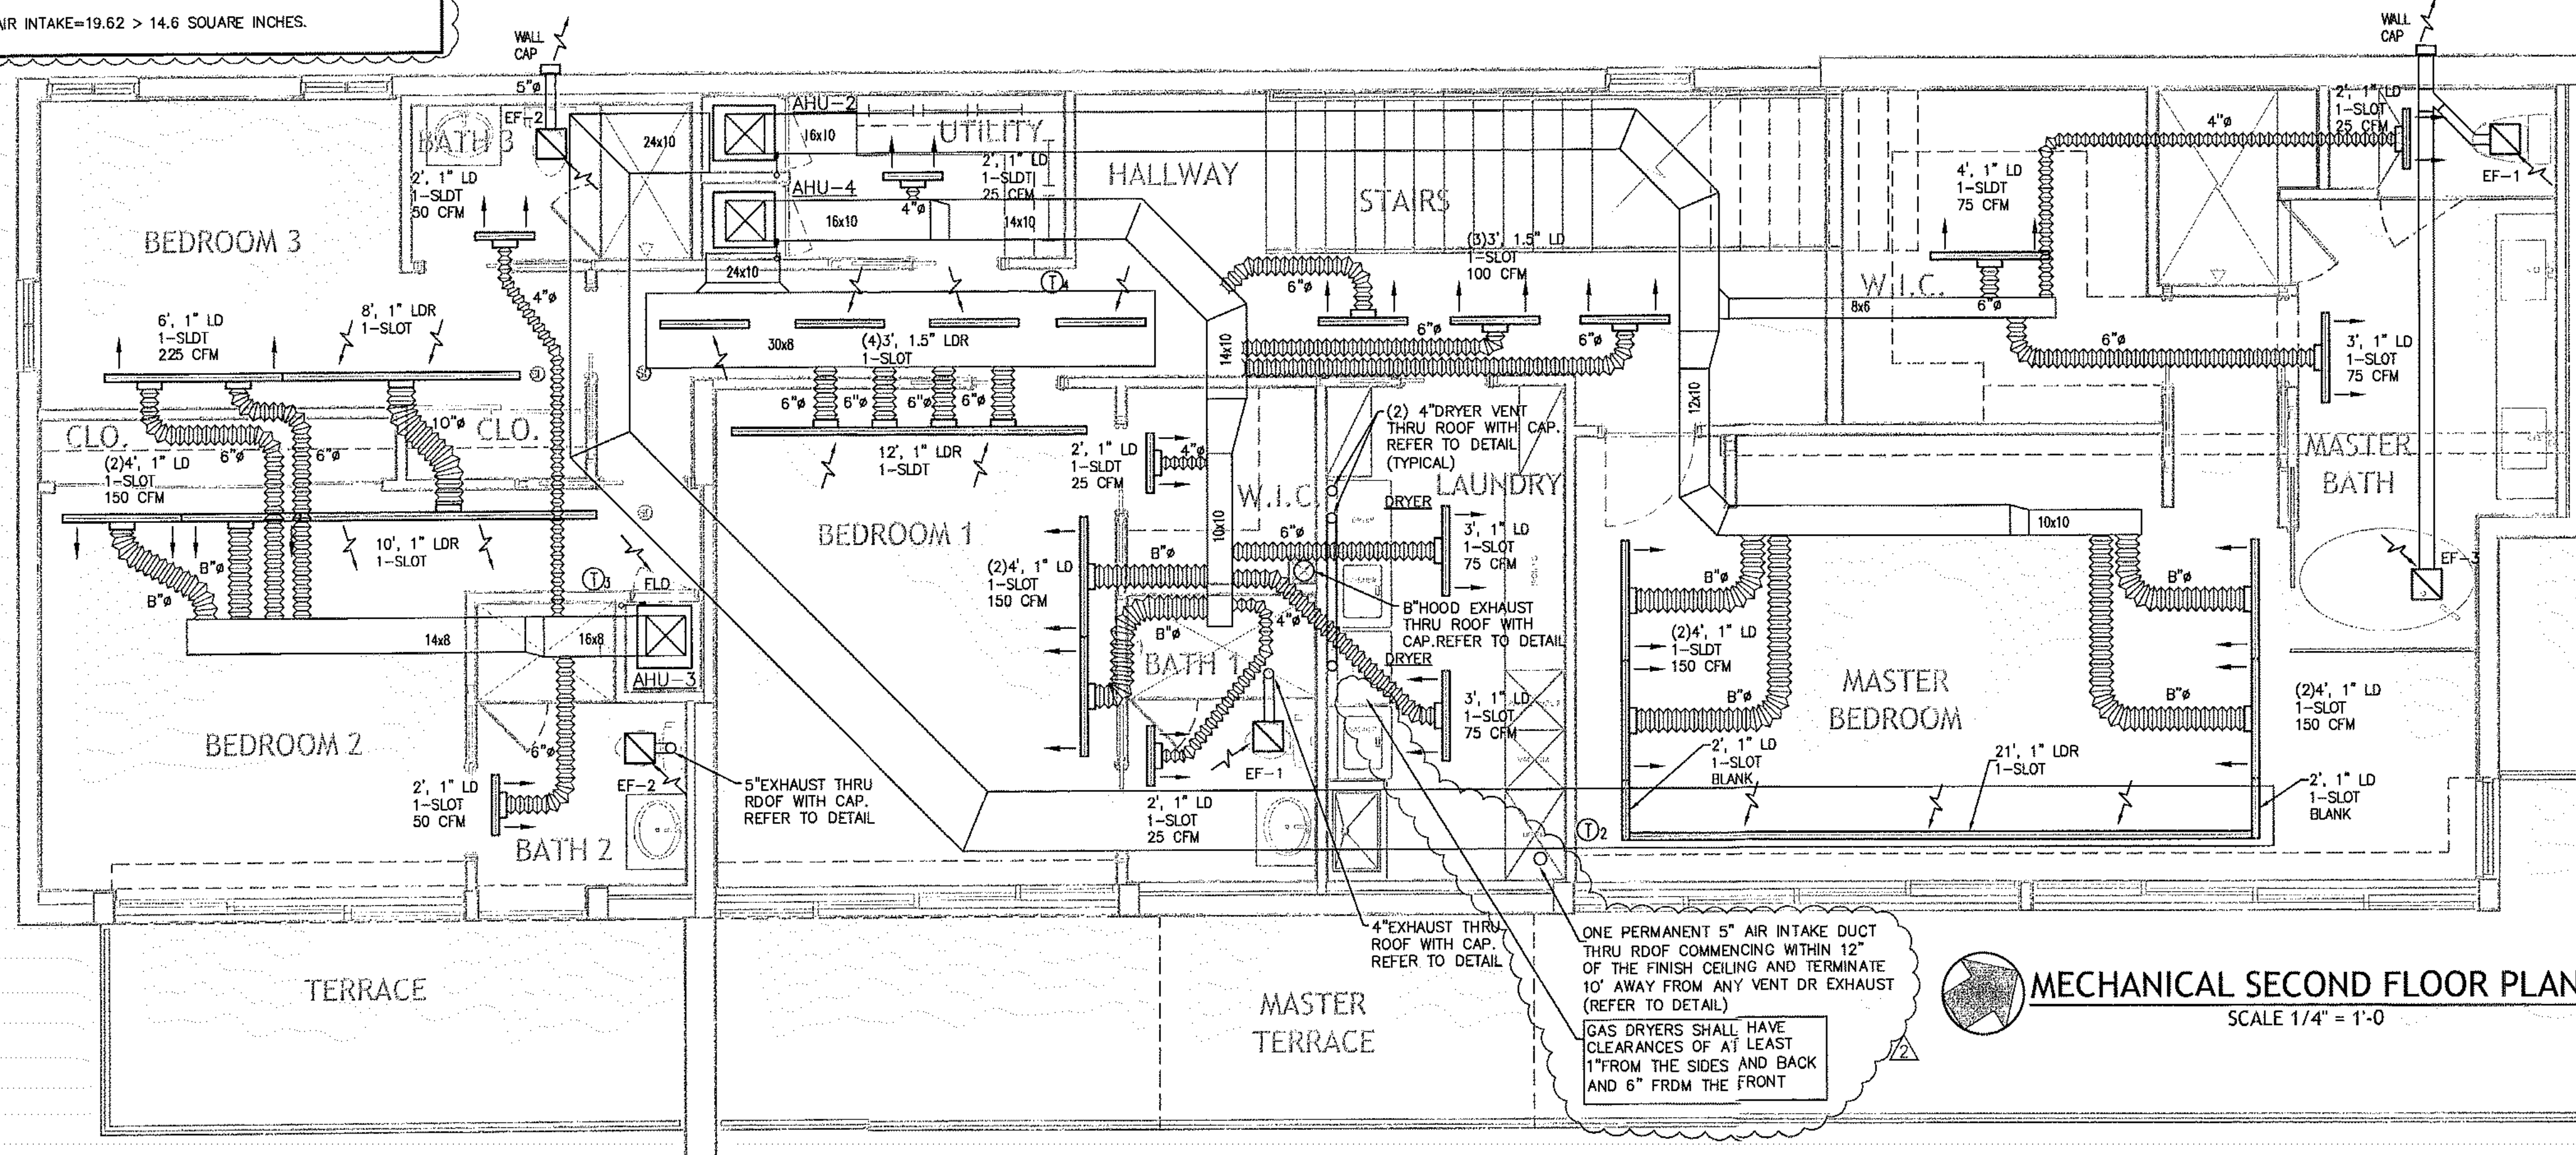 AIR INTAKE=19.62 > 14.6 SQUARE INCHES.
WALL
CAP
5"ø
EF-2
BATH 3
2', 1" LD
1-SLDT
50 CFM
BEDROOM 3
24x10
AHU-2
16x10
UTILITY
2', 1" LD
1-SLDT
25 CFM
AHU-4
4"ø
16x10
14x10
24x10
HALLWAY
STAIRS
(3)3', 1.5" LD
1-SLOT
100 CFM
WALL
CAP
2', 1" LD
1-SLOT
25 CFM
4"ø
EF-1
4', 1" LD
1-SLDT
75 CFM
W.I.C.
8x6
6"ø
6"ø
3', 1" LD
1-SLOT
75 CFM
6', 1" LD
1-SLDT
225 CFM
8', 1" LDR
1-SLOT
4"ø
T4
30x8
(4)3', 1.5" LDR
1-SLOT
6"ø
6"ø
6"ø
14x10
12x10
6"ø
6"ø
6"ø
6"ø
CLO.
CLO.
10"ø
6"ø
6"ø
(2)4', 1" LD
1-SLOT
150 CFM
12', 1" LDR
1-SLDT
2', 1" LD
1-SLDT
25 CFM
4"ø
(2) 4"DRYER VENT
THRU ROOF WITH CAP.
REFER TO DETAIL
(TYPICAL)
W.I.C.
LAUNDRY
DRYER
MASTER
BATH
BEDROOM 1
10x10
10x10
10', 1" LDR
1-SLOT
B"ø
B"ø
T3
FLD
14x8
16x8
AHU-3
(2)4', 1" LD
1-SLOT
150 CFM
B"ø
B"ø
6"ø
3', 1" LD
1-SLOT
75 CFM
B"HOOD EXHAUST
THRU ROOF WITH
CAP.REFER TO DETAIL
4"ø
DRYER
BATH 1
3', 1" LD
1-SLOT
75 CFM
B"ø
B"ø
(2)4', 1" LD
1-SLDT
150 CFM
B"ø
B"ø
EF-3
MASTER
BEDROOM
(2)4', 1" LD
1-SLOT
150 CFM
BEDROOM 2
6"ø
2', 1" LD
1-SLOT
50 CFM
EF-2
5"EXHAUST THRU
RDOF WITH CAP.
REFER TO DETAIL
BATH 2
EF-1
2', 1" LD
1-SLOT
25 CFM
T2
2', 1" LD
1-SLOT
BLANK
21', 1" LDR
1-SLOT
2', 1" LD
1-SLOT
BLANK
4"EXHAUST THRU
ROOF WITH CAP.
REFER TO DETAIL
ONE PERMANENT 5" AIR INTAKE DUCT
THRU RDOF COMMENCING WITHIN 12"
OF THE FINISH CEILING AND TERMINATE
10' AWAY FROM ANY VENT DR EXHAUST
(REFER TO DETAIL)
GAS DRYERS SHALL HAVE
CLEARANCES OF AT LEAST
1"FROM THE SIDES AND BACK
AND 6" FRDM THE FRONT
2
TERRACE
MASTER
TERRACE
MECHANICAL SECOND FLOOR PLAN
SCALE 1/4" = 1'-0